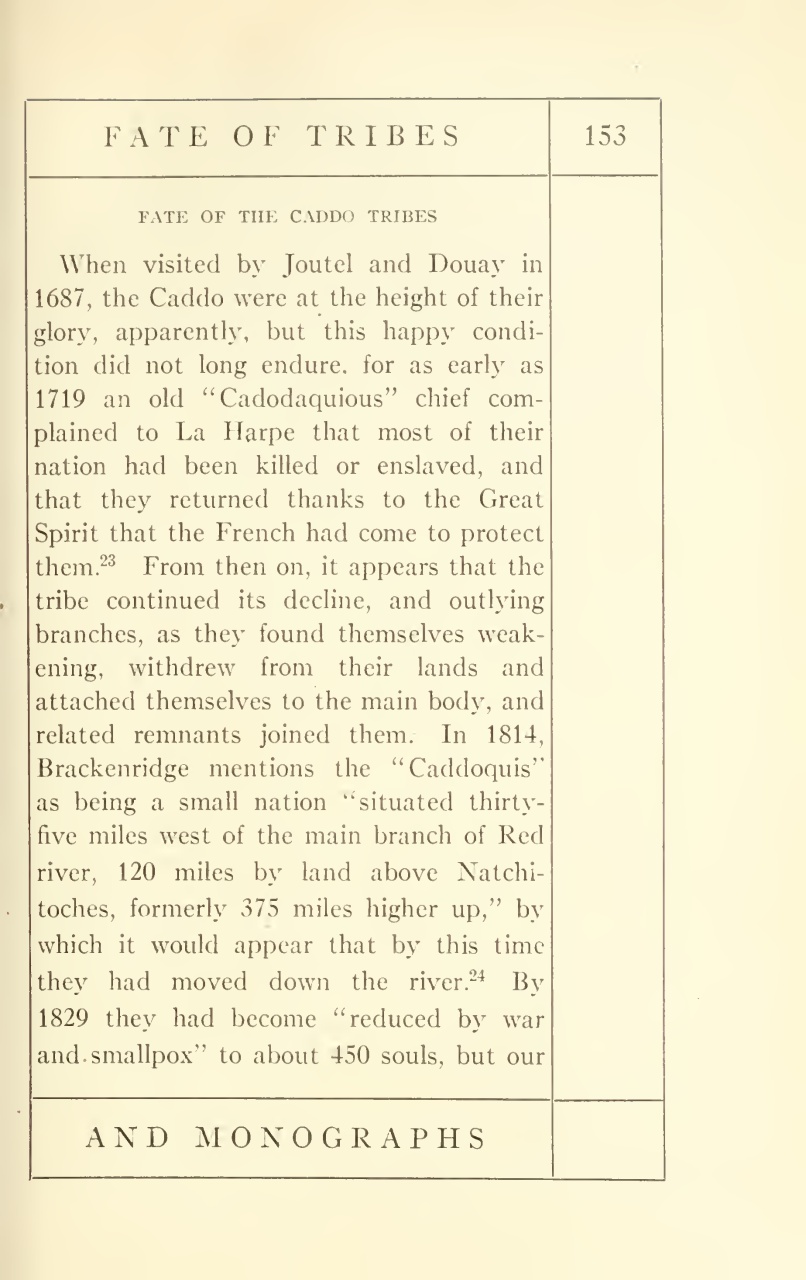 FATE OF TRIBES
153
FATE OF THE CADDO TRIBES
When visited by Joutel and Douay in
1687, the Caddo were at the height of their
glory, apparently, but this happy condi-
tion did not long endure. for as early as
1719 an old “Cadodaquious” chief com-
plained to La Harpe that most of their
nation had been killed or enslaved, and
that they returned thanks to the Great
Spirit that the French had come to protect
them.²³ From then on, it appears that the
tribe continued its decline, and outlying
branches, as they found themselves weak-
ening, withdrew from their lands and
attached themselves to the main body, and
related remnants joined them. In 1814,
Brackenridge mentions the “Caddoquis”
as being a small nation “situated thirty-
five miles west of the main branch of Red
river, 120 miles by land above Natchi-
toches, formerly 375 miles higher up,” by
which it would appear that by this time
they had moved down the river.²⁴ By
1829 they had become “reduced by war
and smallpox” to about 450 souls, but our
AND MONOGRAPHS